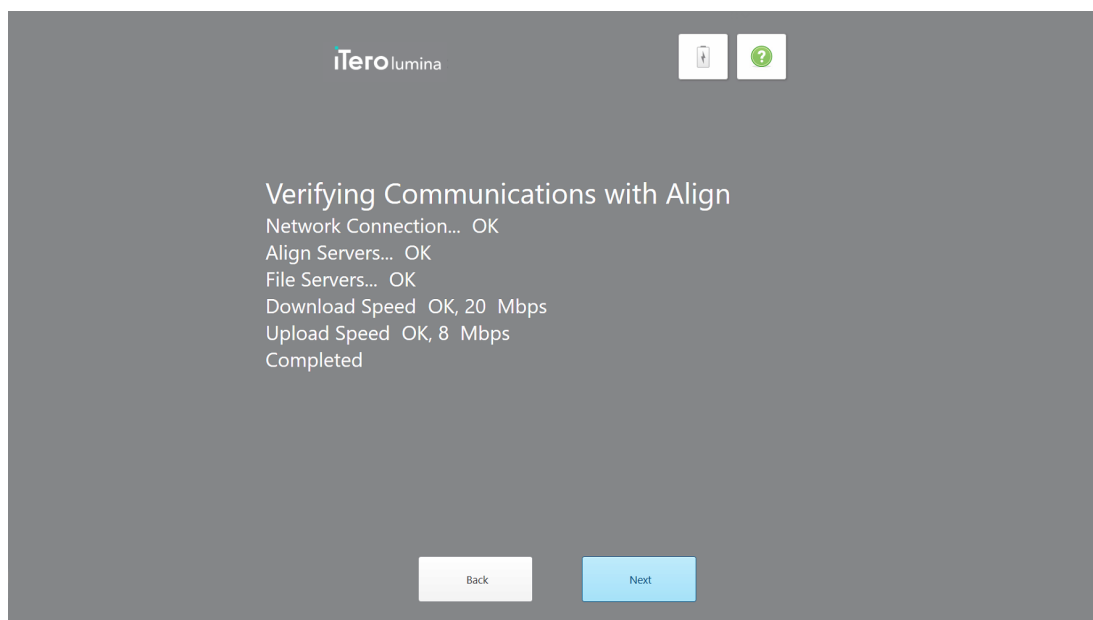 iTero lumina
?
Verifying Communications with Align
Network Connection... OK
Align Servers... OK
File Servers... OK
Download Speed OK, 20 Mbps
Upload Speed OK, 8 Mbps
Completed
Back Next